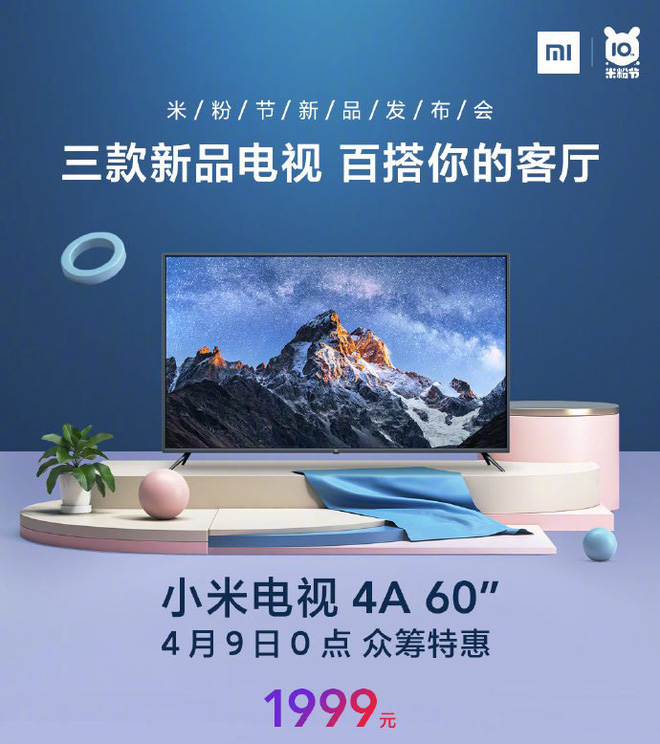 mi
10
米粉节
米/粉/节/新/品/发/布/会
三款新品电视 百搭你的客厅
小米电视 4A 60″
4月9日0点 众筹特惠
1999元